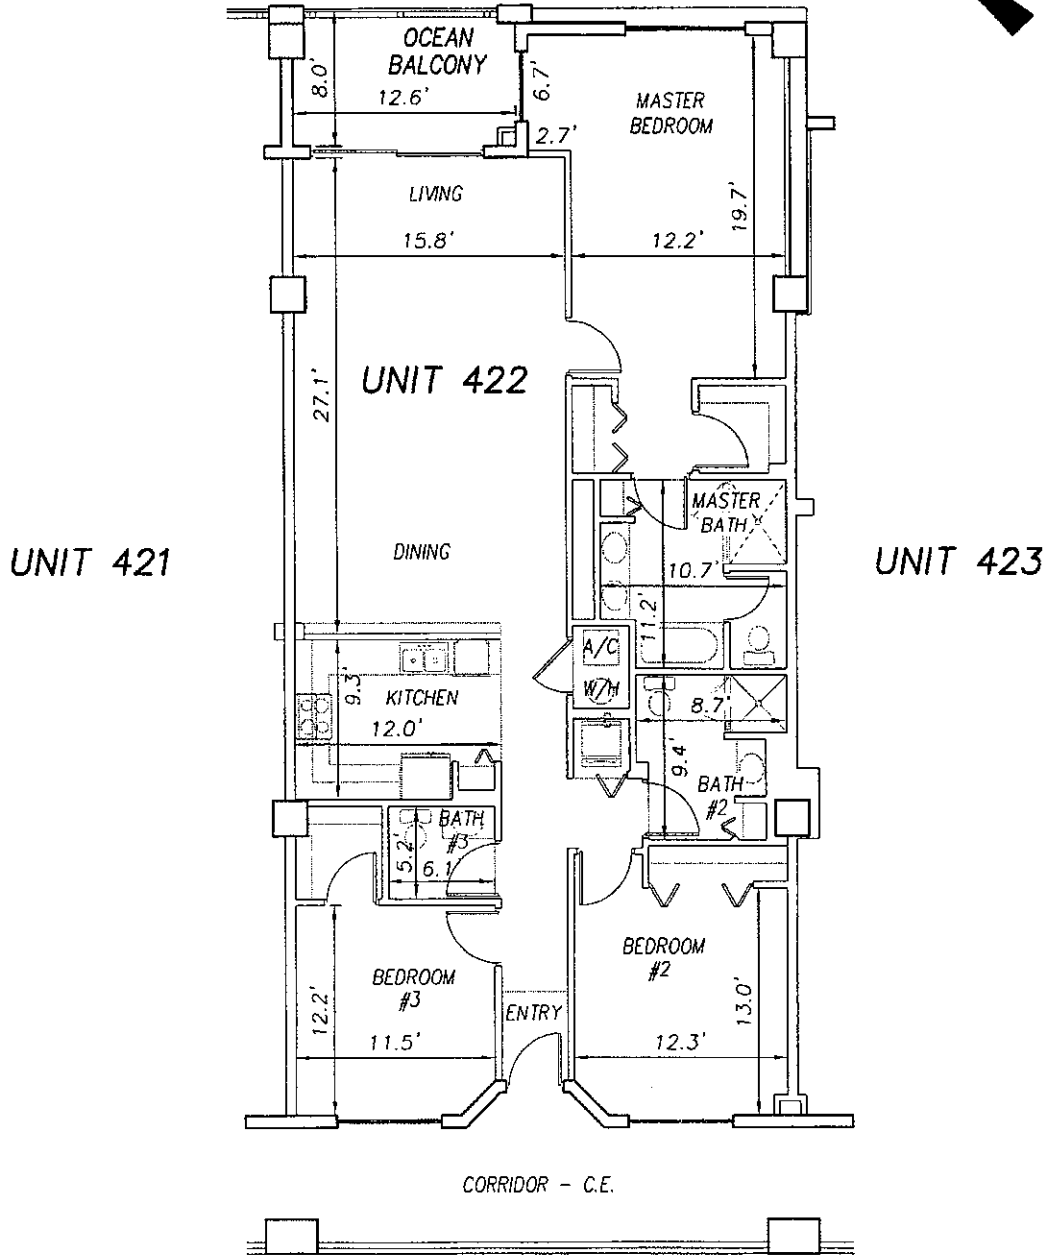 OCEAN
BALCONY
8.0'
12.6'
6.7'
2.7'
MASTER
BEDROOM
LIVING
15.8'
12.2'
19.7'
27.1'
UNIT 422
UNIT 421
UNIT 423
DINING
MASTER
BATH
10.7'
11.2'
A/C
W/H
KITCHEN
9.3'
12.0'
8.7'
9.4'
BATH
#2
BATH
#3
5.2'
6.1'
BEDROOM
#3
12.2'
11.5'
ENTRY
BEDROOM
#2
13.0'
12.3'
CORRIDOR - C.E.